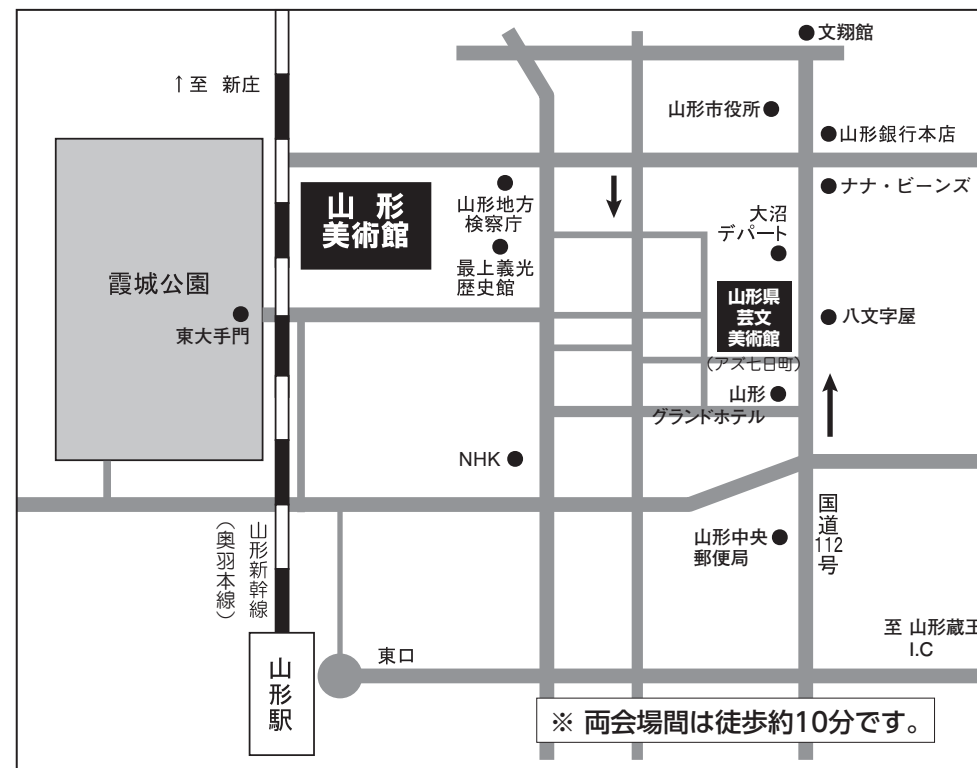 文翔館
↑至 新庄
山形市役所
山形銀行本店
山 形
美術館
山形地方
検察庁
ナナ・ビーンズ
大沼
デパート
最上義光
歴史館
霞城公園
東大手門
山形県
芸文
美術館
(アズ七日町)
八文字屋
山形
グランドホテル
NHK
国道112号
山形新幹線
(奥羽本線)
山形中央
郵便局
至 山形蔵王
I.C
東口
山形駅
※ 両会場間は徒歩約10分です。